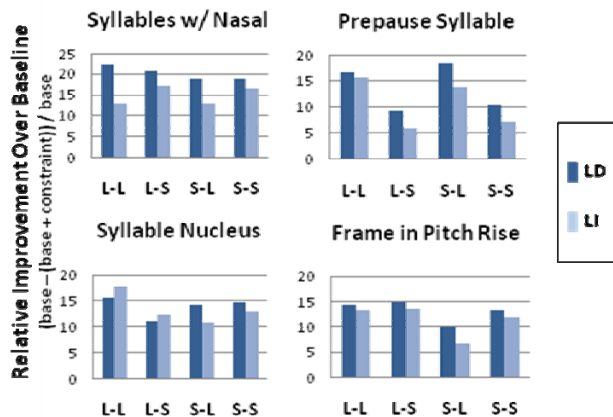 Relative Improvement Over Baseline
(base – (base + constraint)) / base
Syllables w/ Nasal
25
20
15
10
5
0
L-L L-S S-L S-S
Prepause Syllable
20
15
10
5
0
L-L L-S S-L S-S
Syllable Nucleus
20
15
10
5
0
L-L L-S S-L S-S
Frame in Pitch Rise
20
15
10
5
0
L-L L-S S-L S-S
LD
LI